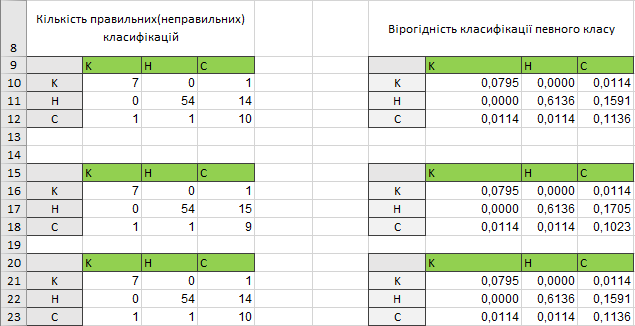 Кількість правильних(неправильних) класифікацій Вірогідність класифікації певного класу
8
9 К Н С К Н С
10 К 7 0 1 К 0,0795 0,0000 0,0114
11 Н 0 54 14 Н 0,0000 0,6136 0,1591
12 С 1 1 10 С 0,0114 0,0114 0,1136
13
14
15 К Н С К Н С
16 К 7 0 1 К 0,0795 0,0000 0,0114
17 Н 0 54 15 Н 0,0000 0,6136 0,1705
18 С 1 1 9 С 0,0114 0,0114 0,1023
19
20 К Н С К Н С
21 К 7 0 1 К 0,0795 0,0000 0,0114
22 Н 0 54 14 Н 0,0000 0,6136 0,1591
23 С 1 1 10 С 0,0114 0,0114 0,1136